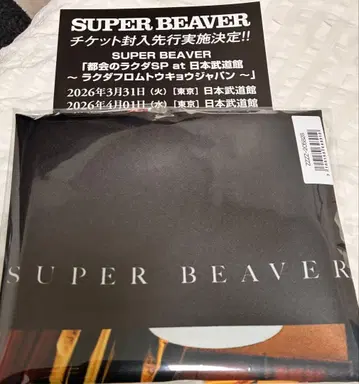 SUPER BEAVER
チケット封入先行実施決定!!
SUPER BEAVER
「都会のラクダSP at 日本武道館
～ ラクダフロムトウキョウジャパン ～」
2026年3月31日 (火) [東京] 日本武道館
2026年4月01日 (水) [東京] 日本武道館
SUPER BEAVER